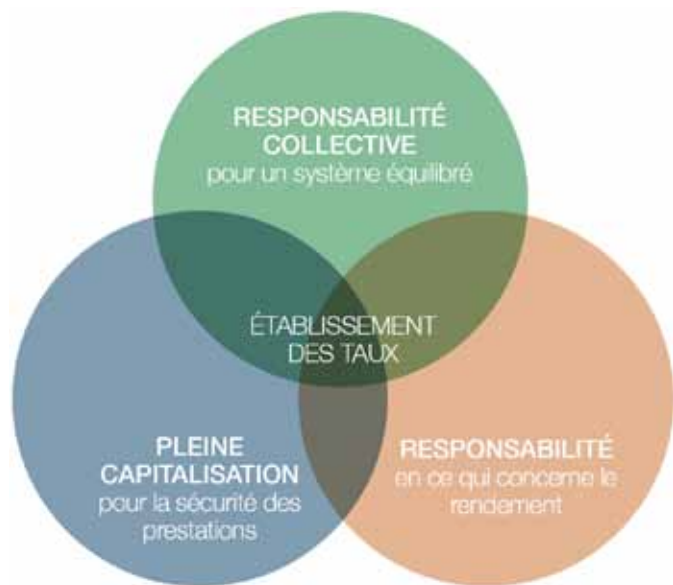 RESPONSABILITÉ
COLLECTIVE
pour un système équilibré
ÉTABLISSEMENT
DES TAUX
PLEINE
CAPITALISATION
pour la sécurité des
prestations
RESPONSABILITÉ
en ce qui concerne le
rendement